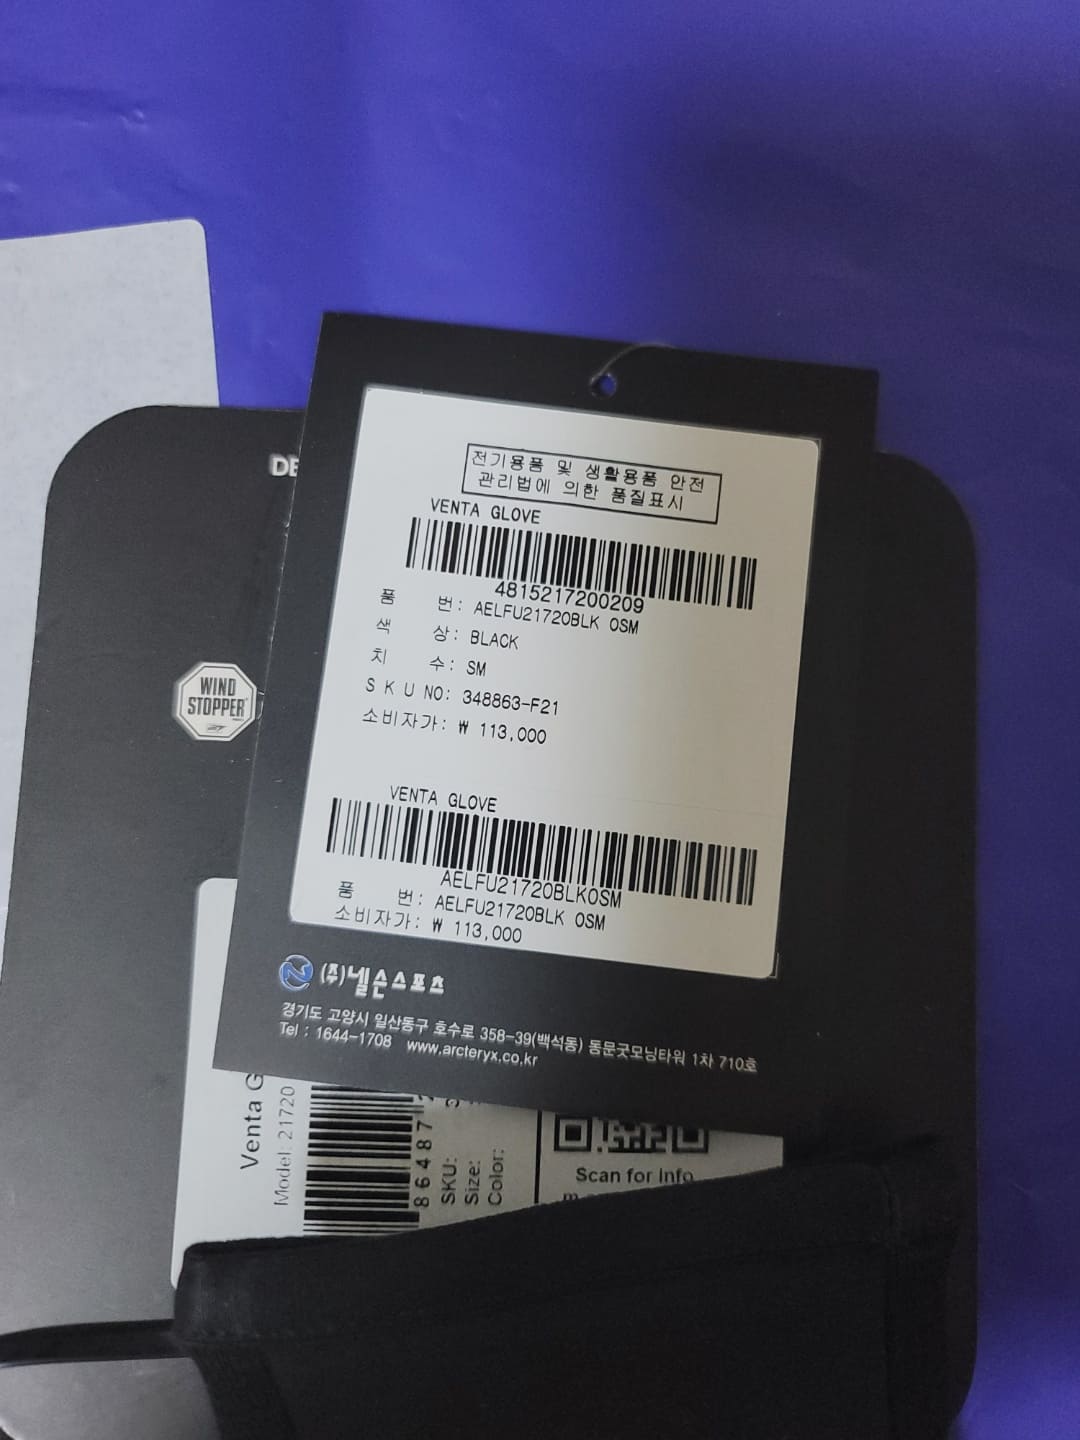 DE
전기용품 및 생활용품 안전
관리법에 의한 품질표시
VENTA GLOVE
4815217200209
품 번: AELFU21720BLK 0SM
색 상: BLACK
치 수: SM
S K U NO: 348863-F21
소비자가: ₩ 113,000
WIND
STOPPER
VENTA GLOVE
AELFU21720BLK0SM
품 번: AELFU21720BLK 0SM
소비자가: ₩ 113,000
(주)넬슨스포츠
경기도 고양시 일산동구 호수로 358-39(백석동) 동문굿모닝타워 1차 710호
Tel : 1644-1708 www.arcteryx.co.kr
Venta G
Model: 21720
86487
SKU:
Size:
Color:
Scan for Info